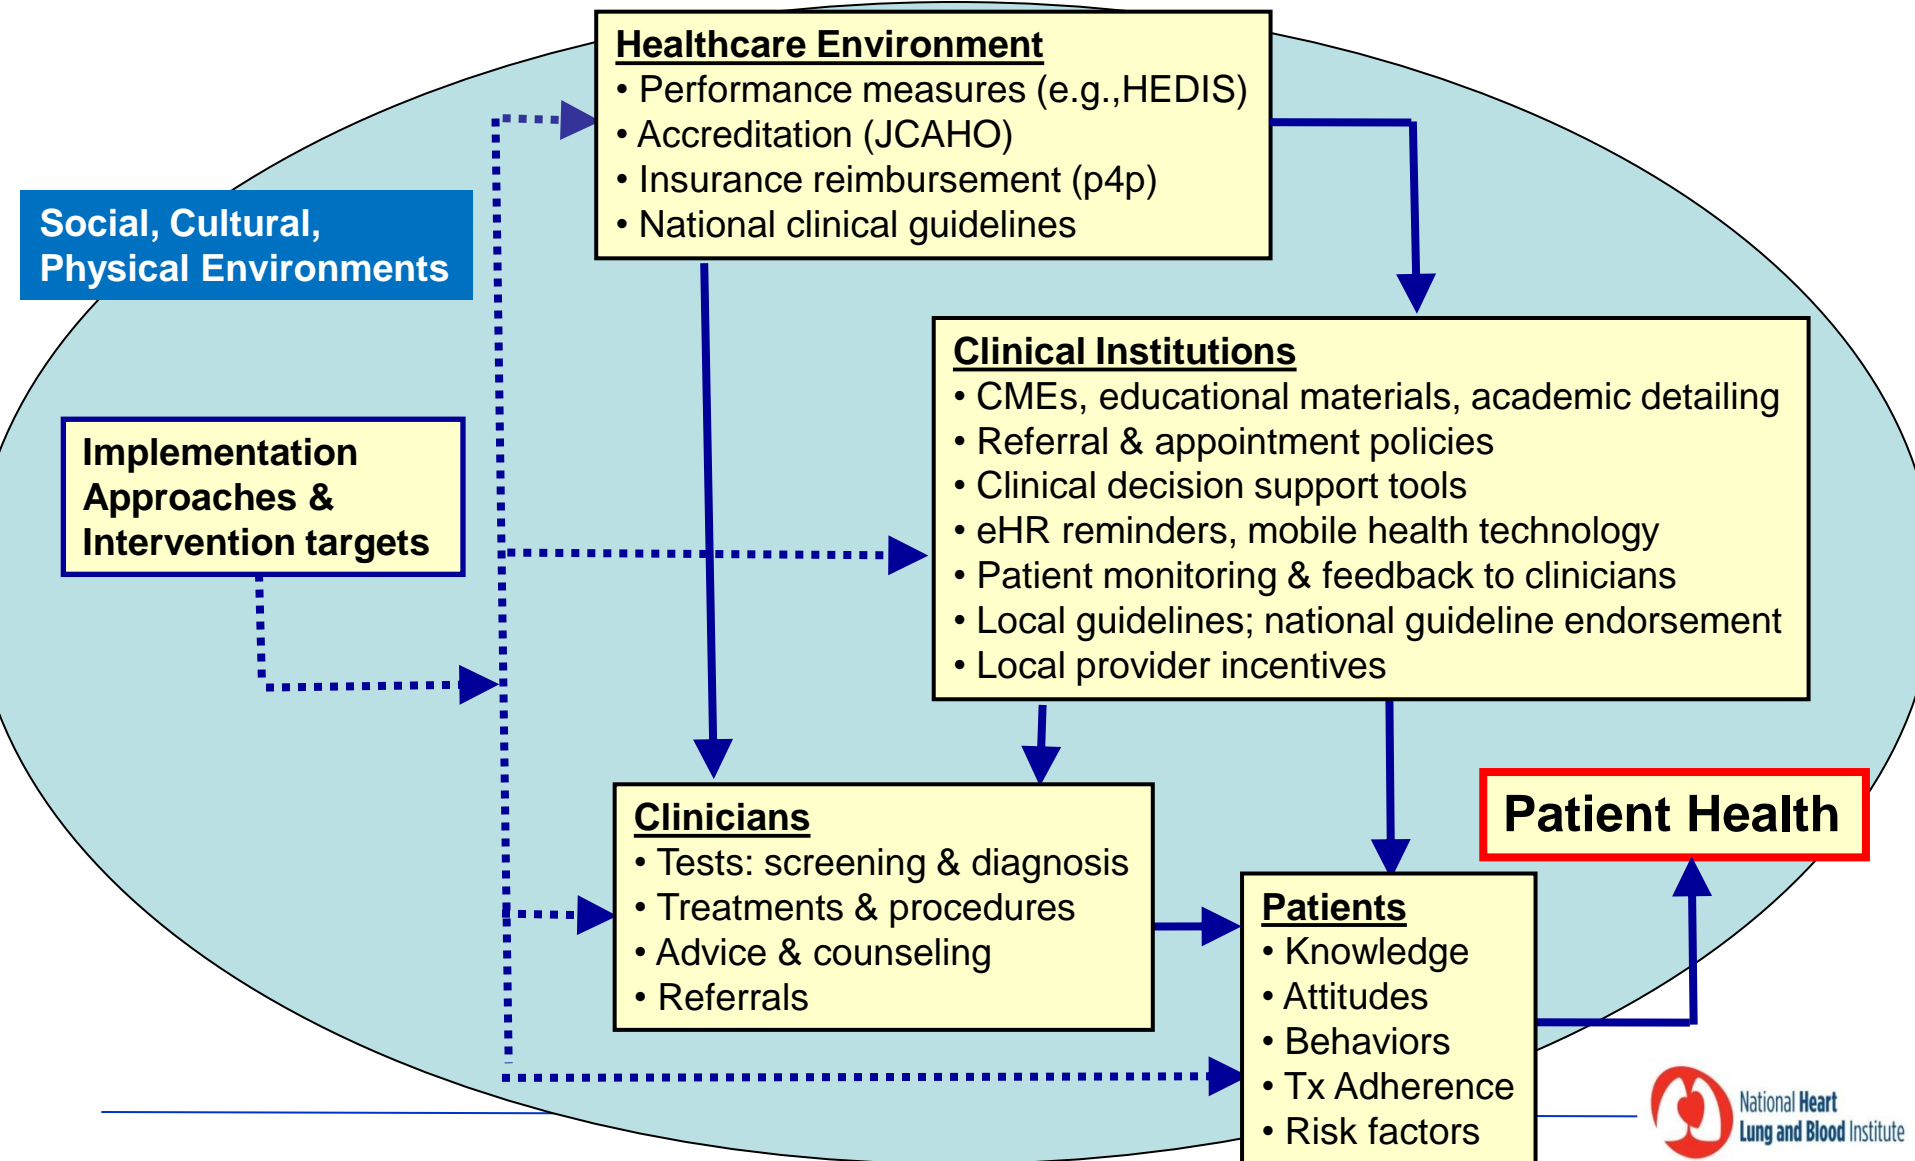 Healthcare Environment
• Performance measures (e.g.,HEDIS)
• Accreditation (JCAHO)
• Insurance reimbursement (p4p)
• National clinical guidelines
Social, Cultural,
Physical Environments
Clinical Institutions
• CMEs, educational materials, academic detailing
• Referral & appointment policies
• Clinical decision support tools
• eHR reminders, mobile health technology
• Patient monitoring & feedback to clinicians
• Local guidelines; national guideline endorsement
• Local provider incentives
Implementation
Approaches &
Intervention targets
Clinicians
• Tests: screening & diagnosis
• Treatments & procedures
• Advice & counseling
• Referrals
Patient Health
Patients
• Knowledge
• Attitudes
• Behaviors
• Tx Adherence
• Risk factors
National Heart
Lung and Blood Institute